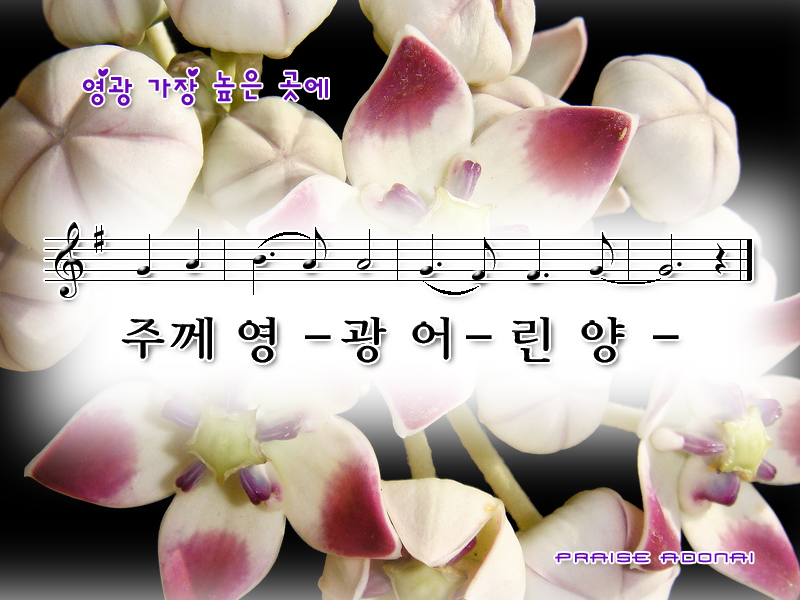 영광 가장 높은 곳에
주께 영 -광 어- 린 양 -
PRAISE ADONAI